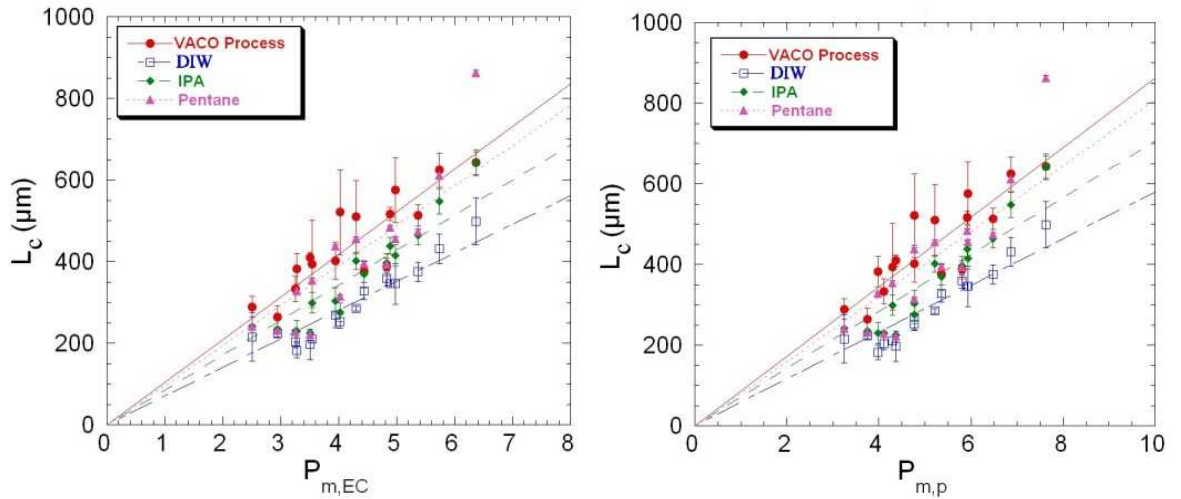 1000
800
600
400
200
0
L_c (µm)
VACO Process
DIW
IPA
Pentane
0 1 2 3 4 5 6 7 8
P_m,EC
1000
800
600
400
200
0
L_c (µm)
VACO Process
DIW
IPA
Pentane
0 2 4 6 8 10
P_m,p